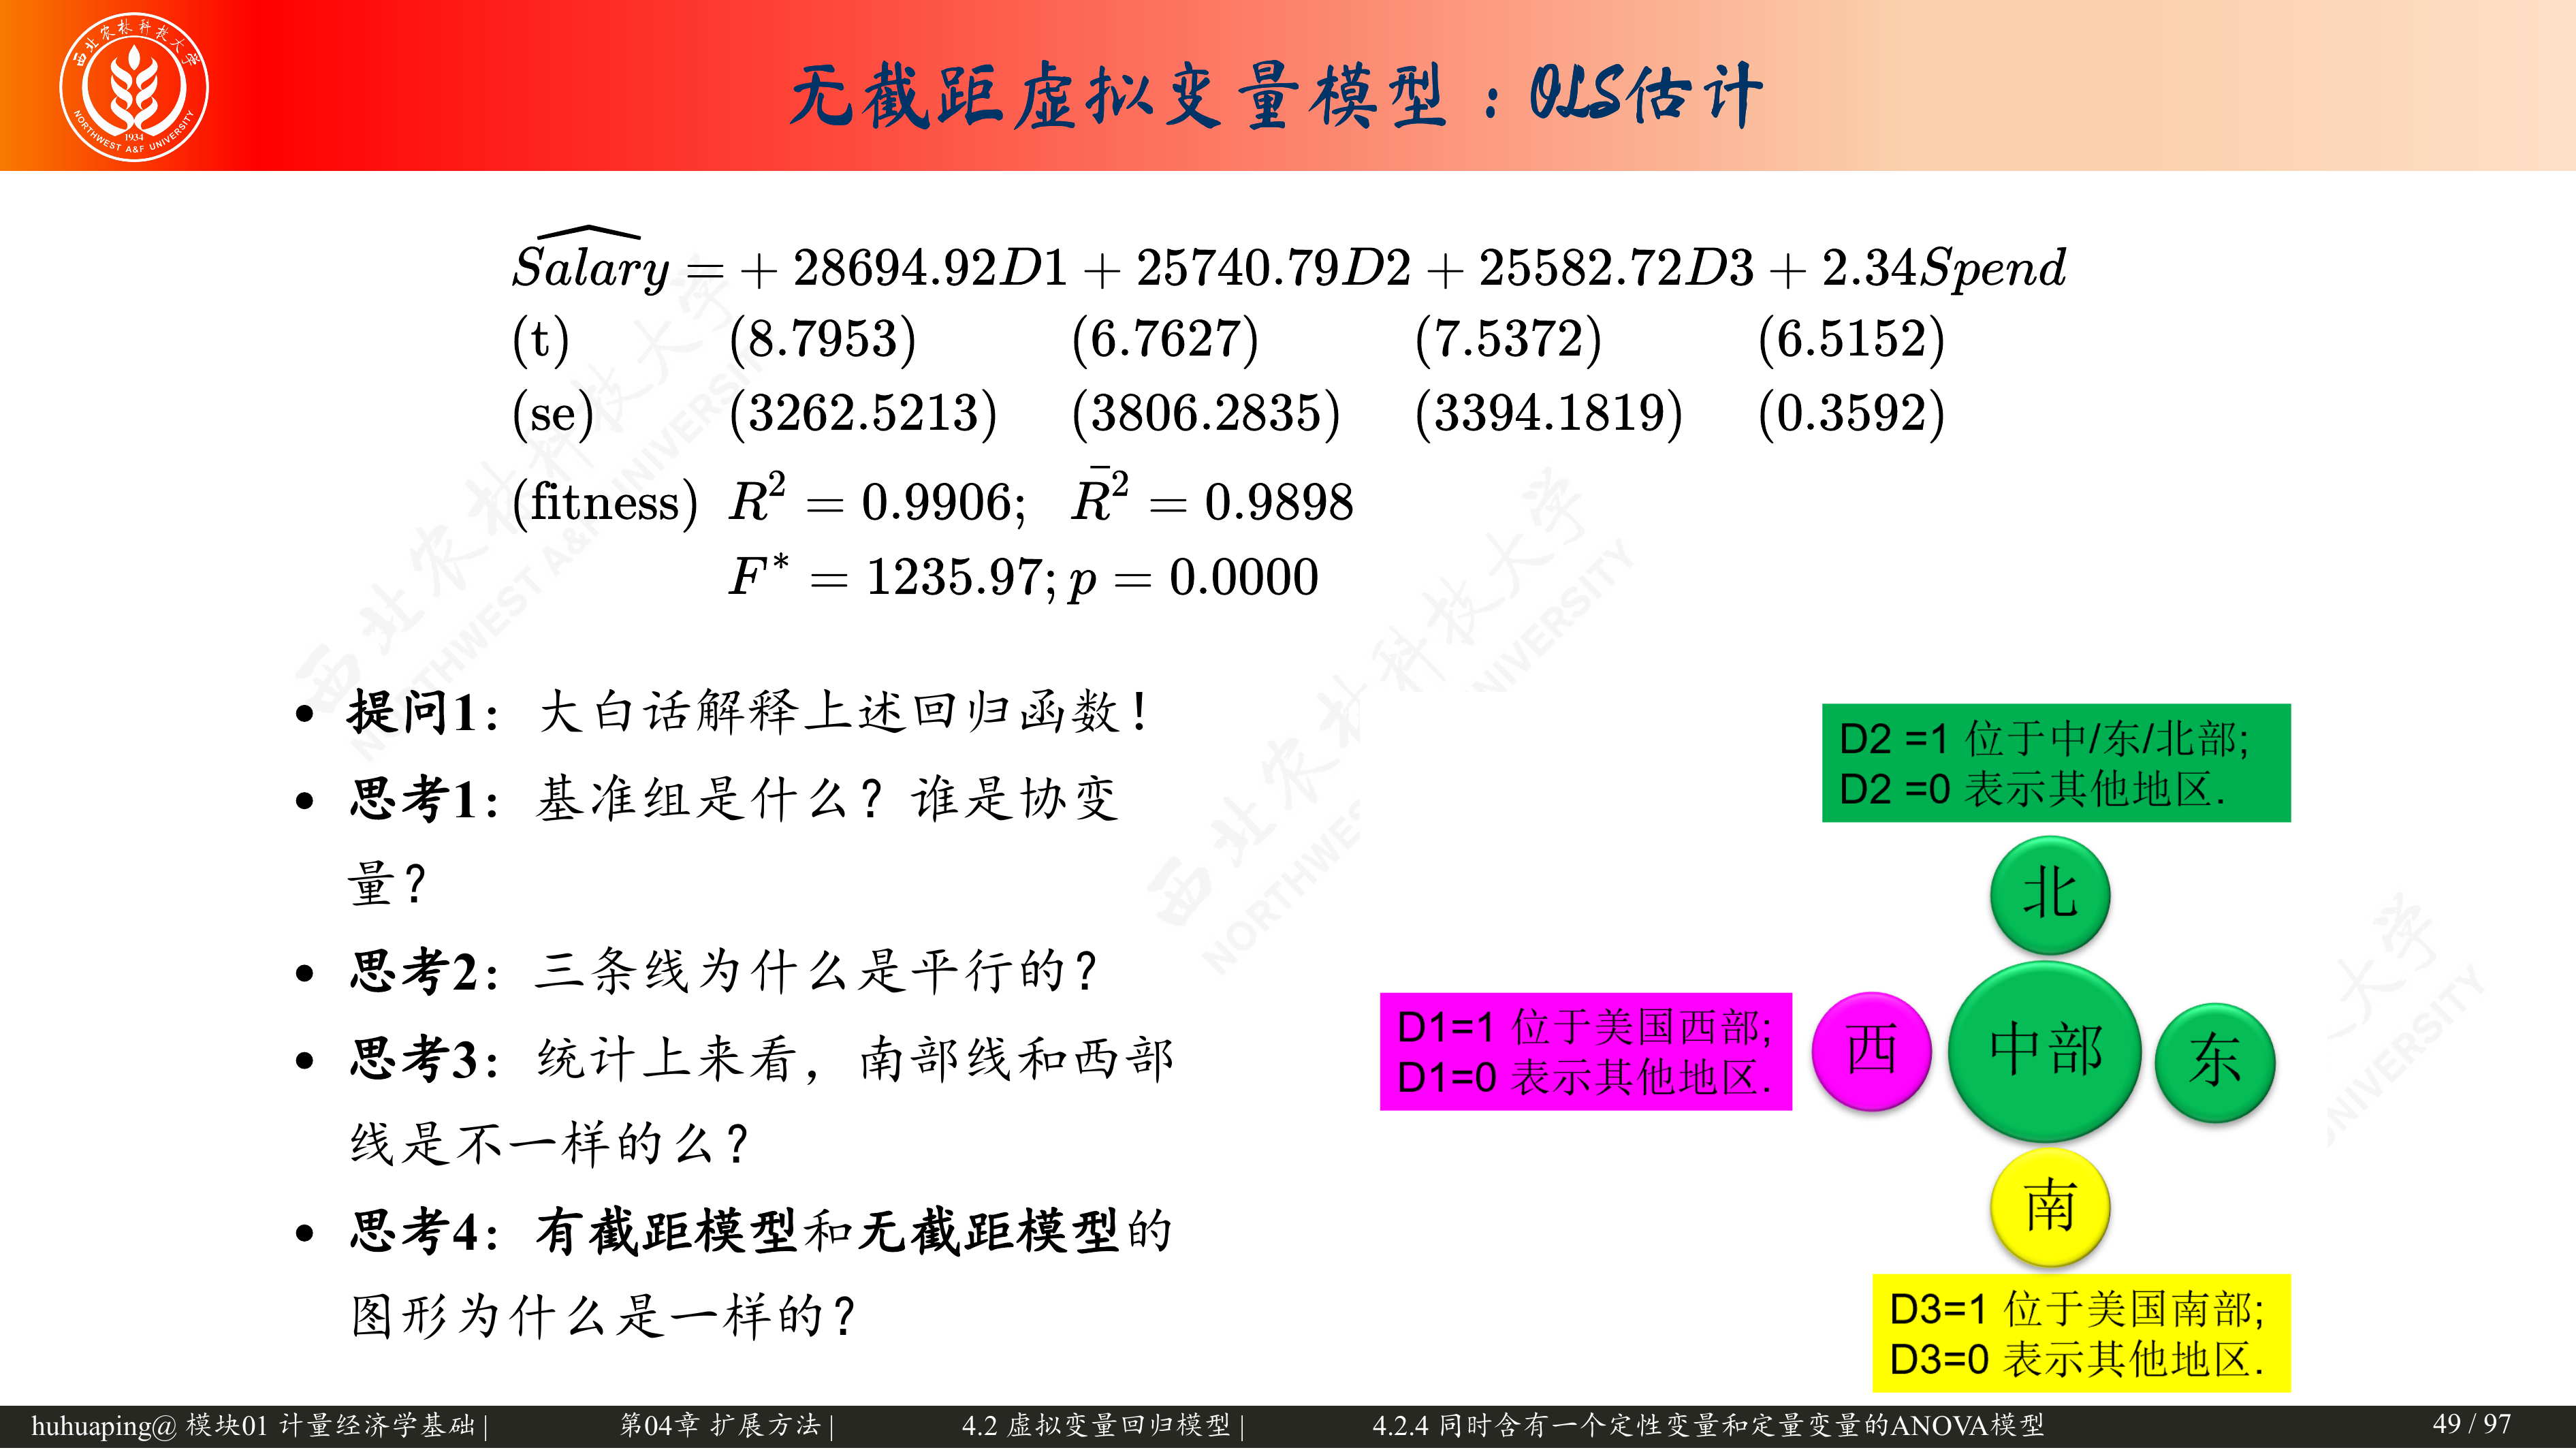 西北农林科技大学
NORTHWEST A&F UNIVERSITY
1934
无截距虚拟变量模型：OLS估计
Salary = + 28694.92D1 + 25740.79D2 + 25582.72D3 + 2.34Spend
(t) (8.7953) (6.7627) (7.5372) (6.5152)
(se) (3262.5213) (3806.2835) (3394.1819) (0.3592)
(fitness) R² = 0.9906; R̄² = 0.9898
F* = 1235.97; p = 0.0000
• 提问1：大白话解释上述回归函数！
• 思考1：基准组是什么？谁是协变
量？
• 思考2：三条线为什么是平行的？
• 思考3：统计上来看，南部线和西部
线是不一样的么？
• 思考4：有截距模型和无截距模型的
图形为什么是一样的？
D2 =1 位于中/东/北部;
D2 =0 表示其他地区.
北
D1=1 位于美国西部;
D1=0 表示其他地区.
西
中部
东
南
D3=1 位于美国南部;
D3=0 表示其他地区.
huhuaping@ 模块01 计量经济学基础 | 第04章 扩展方法 | 4.2 虚拟变量回归模型 | 4.2.4 同时含有一个定性变量和定量变量的ANOVA模型 49 / 97